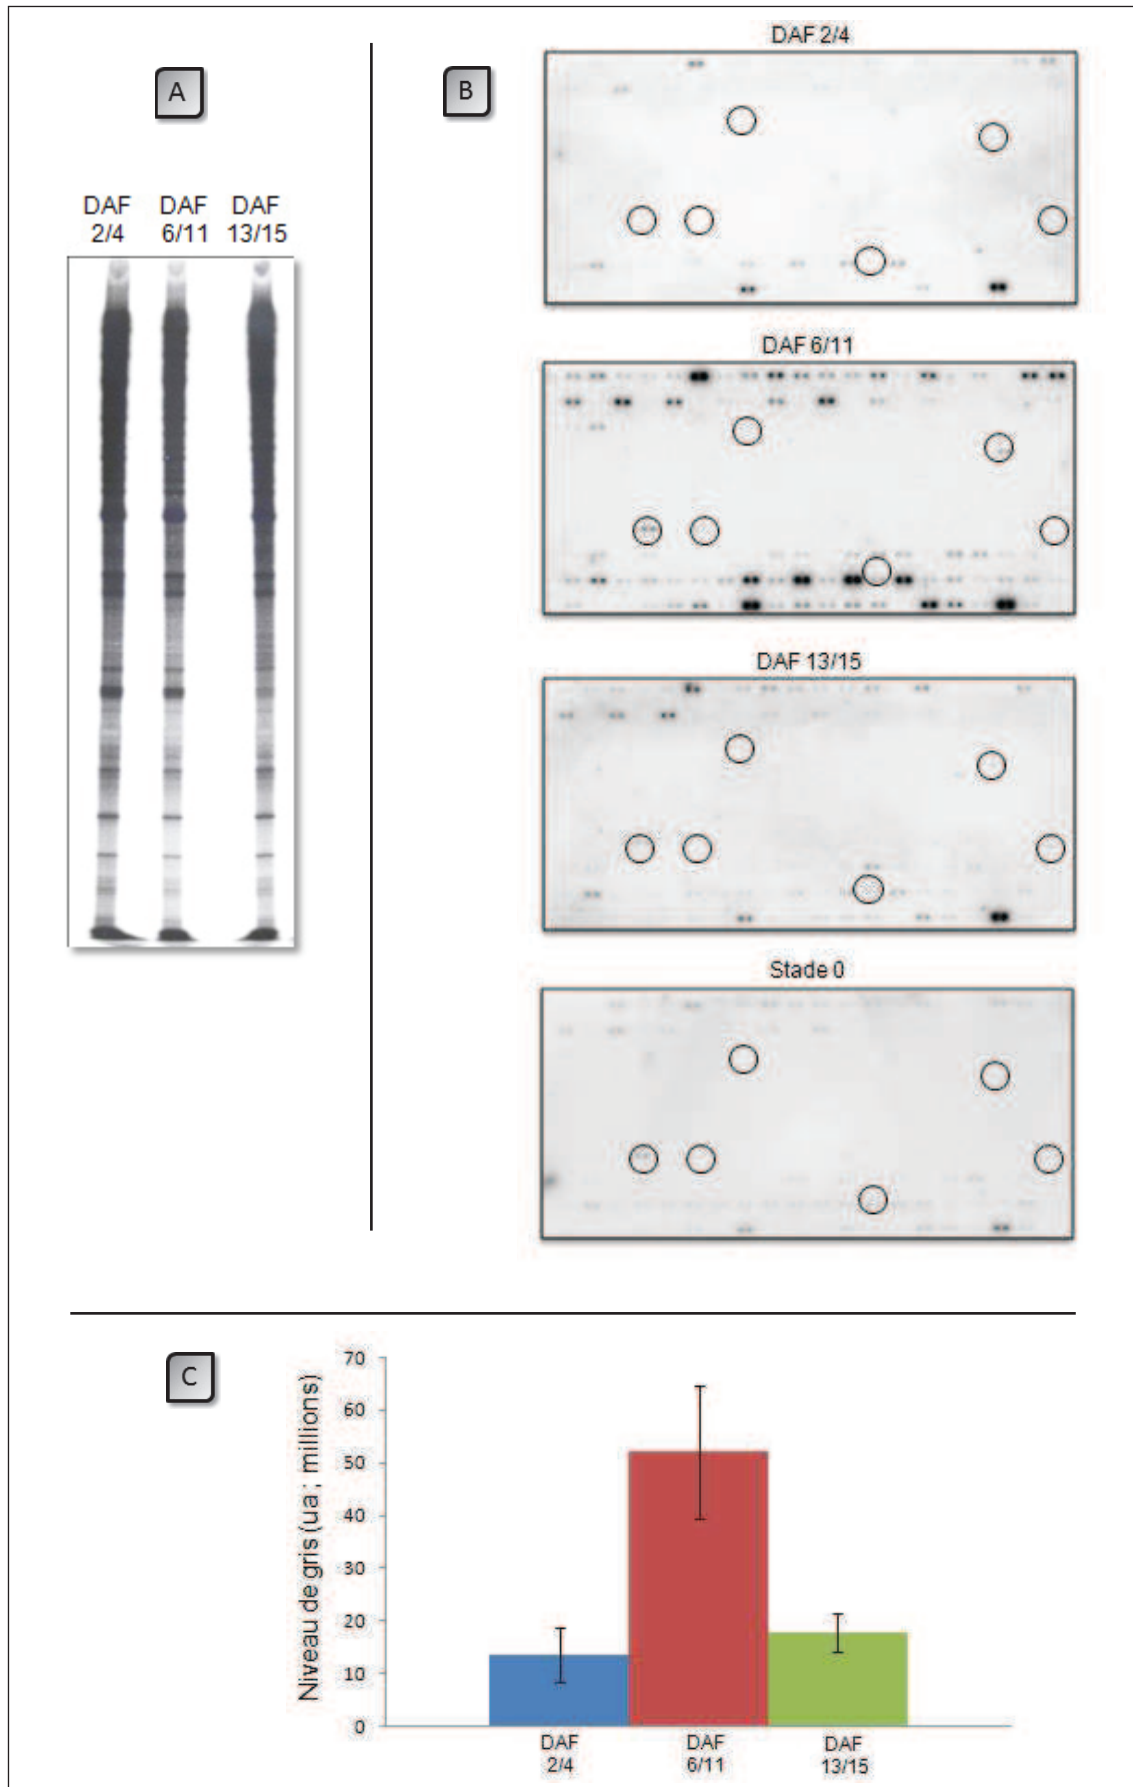 A
DAF DAF DAF
2/4 6/11 13/15
B
DAF 2/4
DAF 6/11
DAF 13/15
Stade 0
C
Niveau de gris (ua ; millions)
70
60
50
40
30
20
10
0
DAF DAF DAF
2/4 6/11 13/15